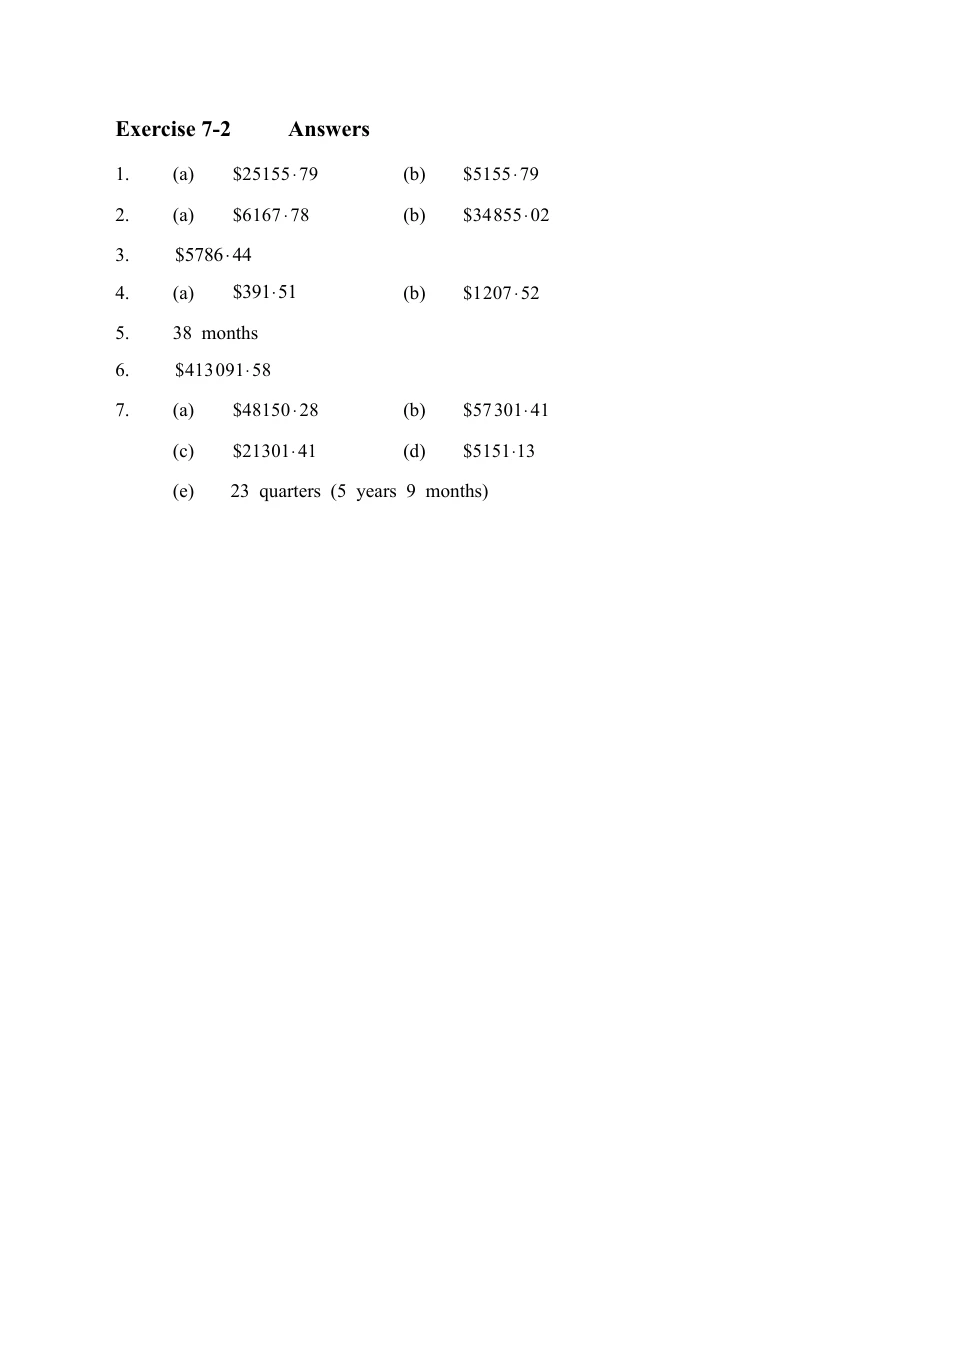 Exercise 7-2 Answers
1. (a) $25155·79 (b) $5155·79
2. (a) $6167·78 (b) $34855·02
3. $5786·44
4. (a) $391·51 (b) $1207·52
5. 38 months
6. $413091·58
7. (a) $48150·28 (b) $57301·41
(c) $21301·41 (d) $5151·13
(e) 23 quarters (5 years 9 months)